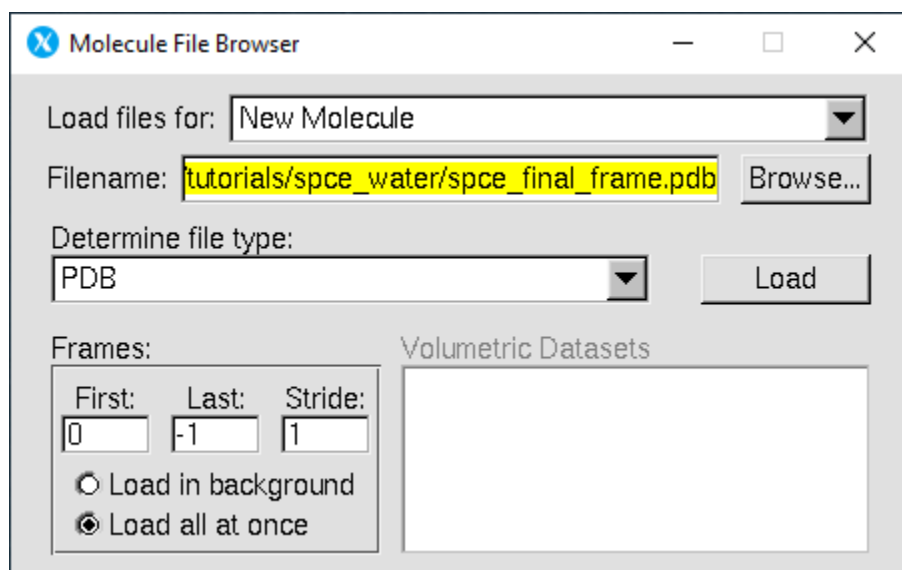 Molecule File Browser
Load files for: New Molecule
Filename: /tutorials/spce_water/spce_final_frame.pdb Browse...
Determine file type:
PDB Load
Frames: Volumetric Datasets
First: Last: Stride:
0 -1 1
Load in background
Load all at once